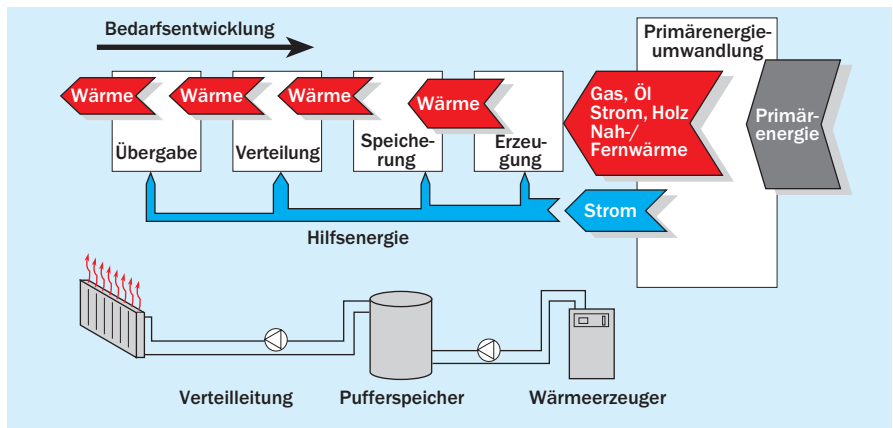 Bedarfsentwicklung
Primärenergie-
umwandlung
Wärme
Wärme
Wärme
Wärme
Gas, Öl
Strom, Holz
Nah-/
Fernwärme
Primär-
energie
Übergabe
Verteilung
Speiche-
rung
Erzeu-
gung
Strom
Hilfsenergie
Verteilleitung
Pufferspeicher
Wärmeerzeuger